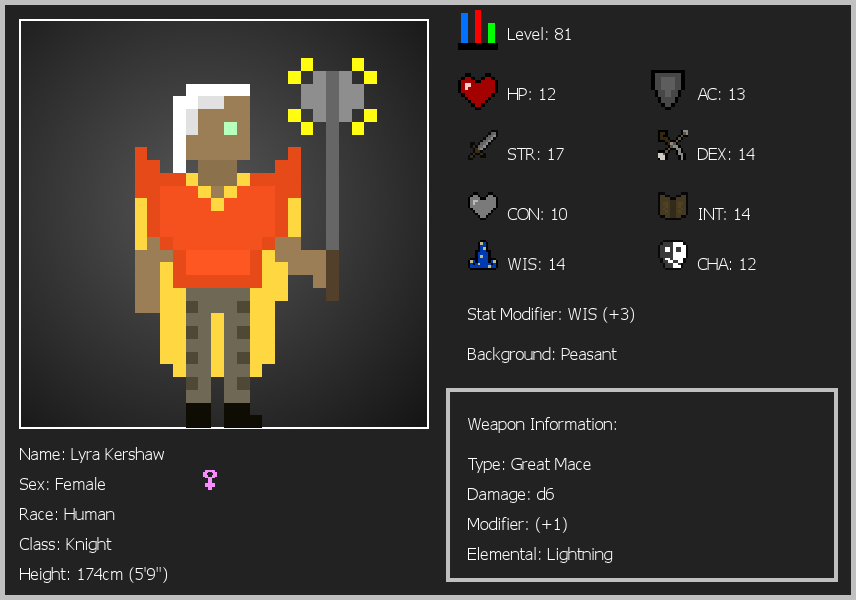 Level: 81
HP: 12
AC: 13
STR: 17
DEX: 14
CON: 10
INT: 14
WIS: 14
CHA: 12
Stat Modifier: WIS (+3)
Background: Peasant
Weapon Information:
Type: Great Mace
Damage: d6
Modifier: (+1)
Elemental: Lightning
Name: Lyra Kershaw
Sex: Female
Race: Human
Class: Knight
Height: 174cm (5'9")